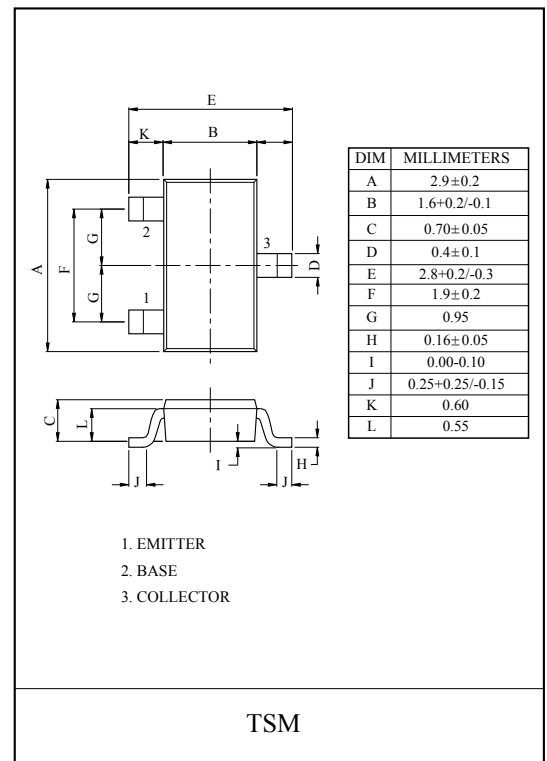 E
K B
DIM MILLIMETERS
A 2.9±0.2
B 1.6+0.2/-0.1
C 0.70±0.05
D 0.4±0.1
E 2.8+0.2/-0.3
F 1.9±0.2
G 0.95
H 0.16±0.05
I 0.00-0.10
J 0.25+0.25/-0.15
K 0.60
L 0.55
2 3
A F G G D
1
C L
J I J H
1. EMITTER
2. BASE
3. COLLECTOR
TSM